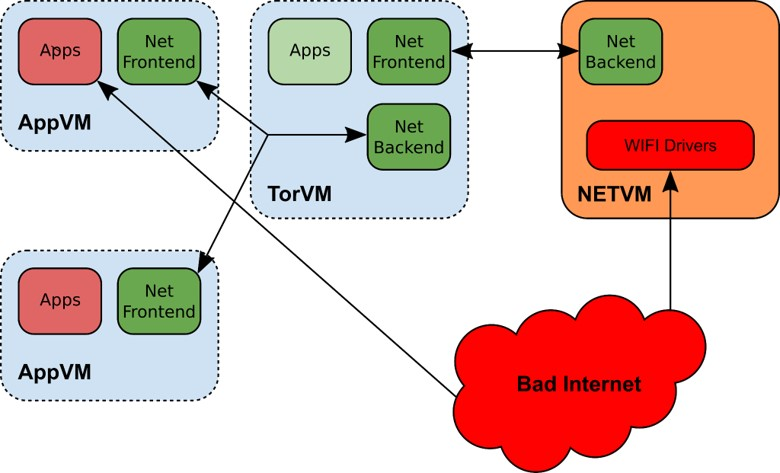 Apps
Net
Frontend
AppVM
Apps
Net
Frontend
Net
Backend
TorVM
Net
Backend
WIFI Drivers
NETVM
Apps
Net
Frontend
AppVM
Bad Internet